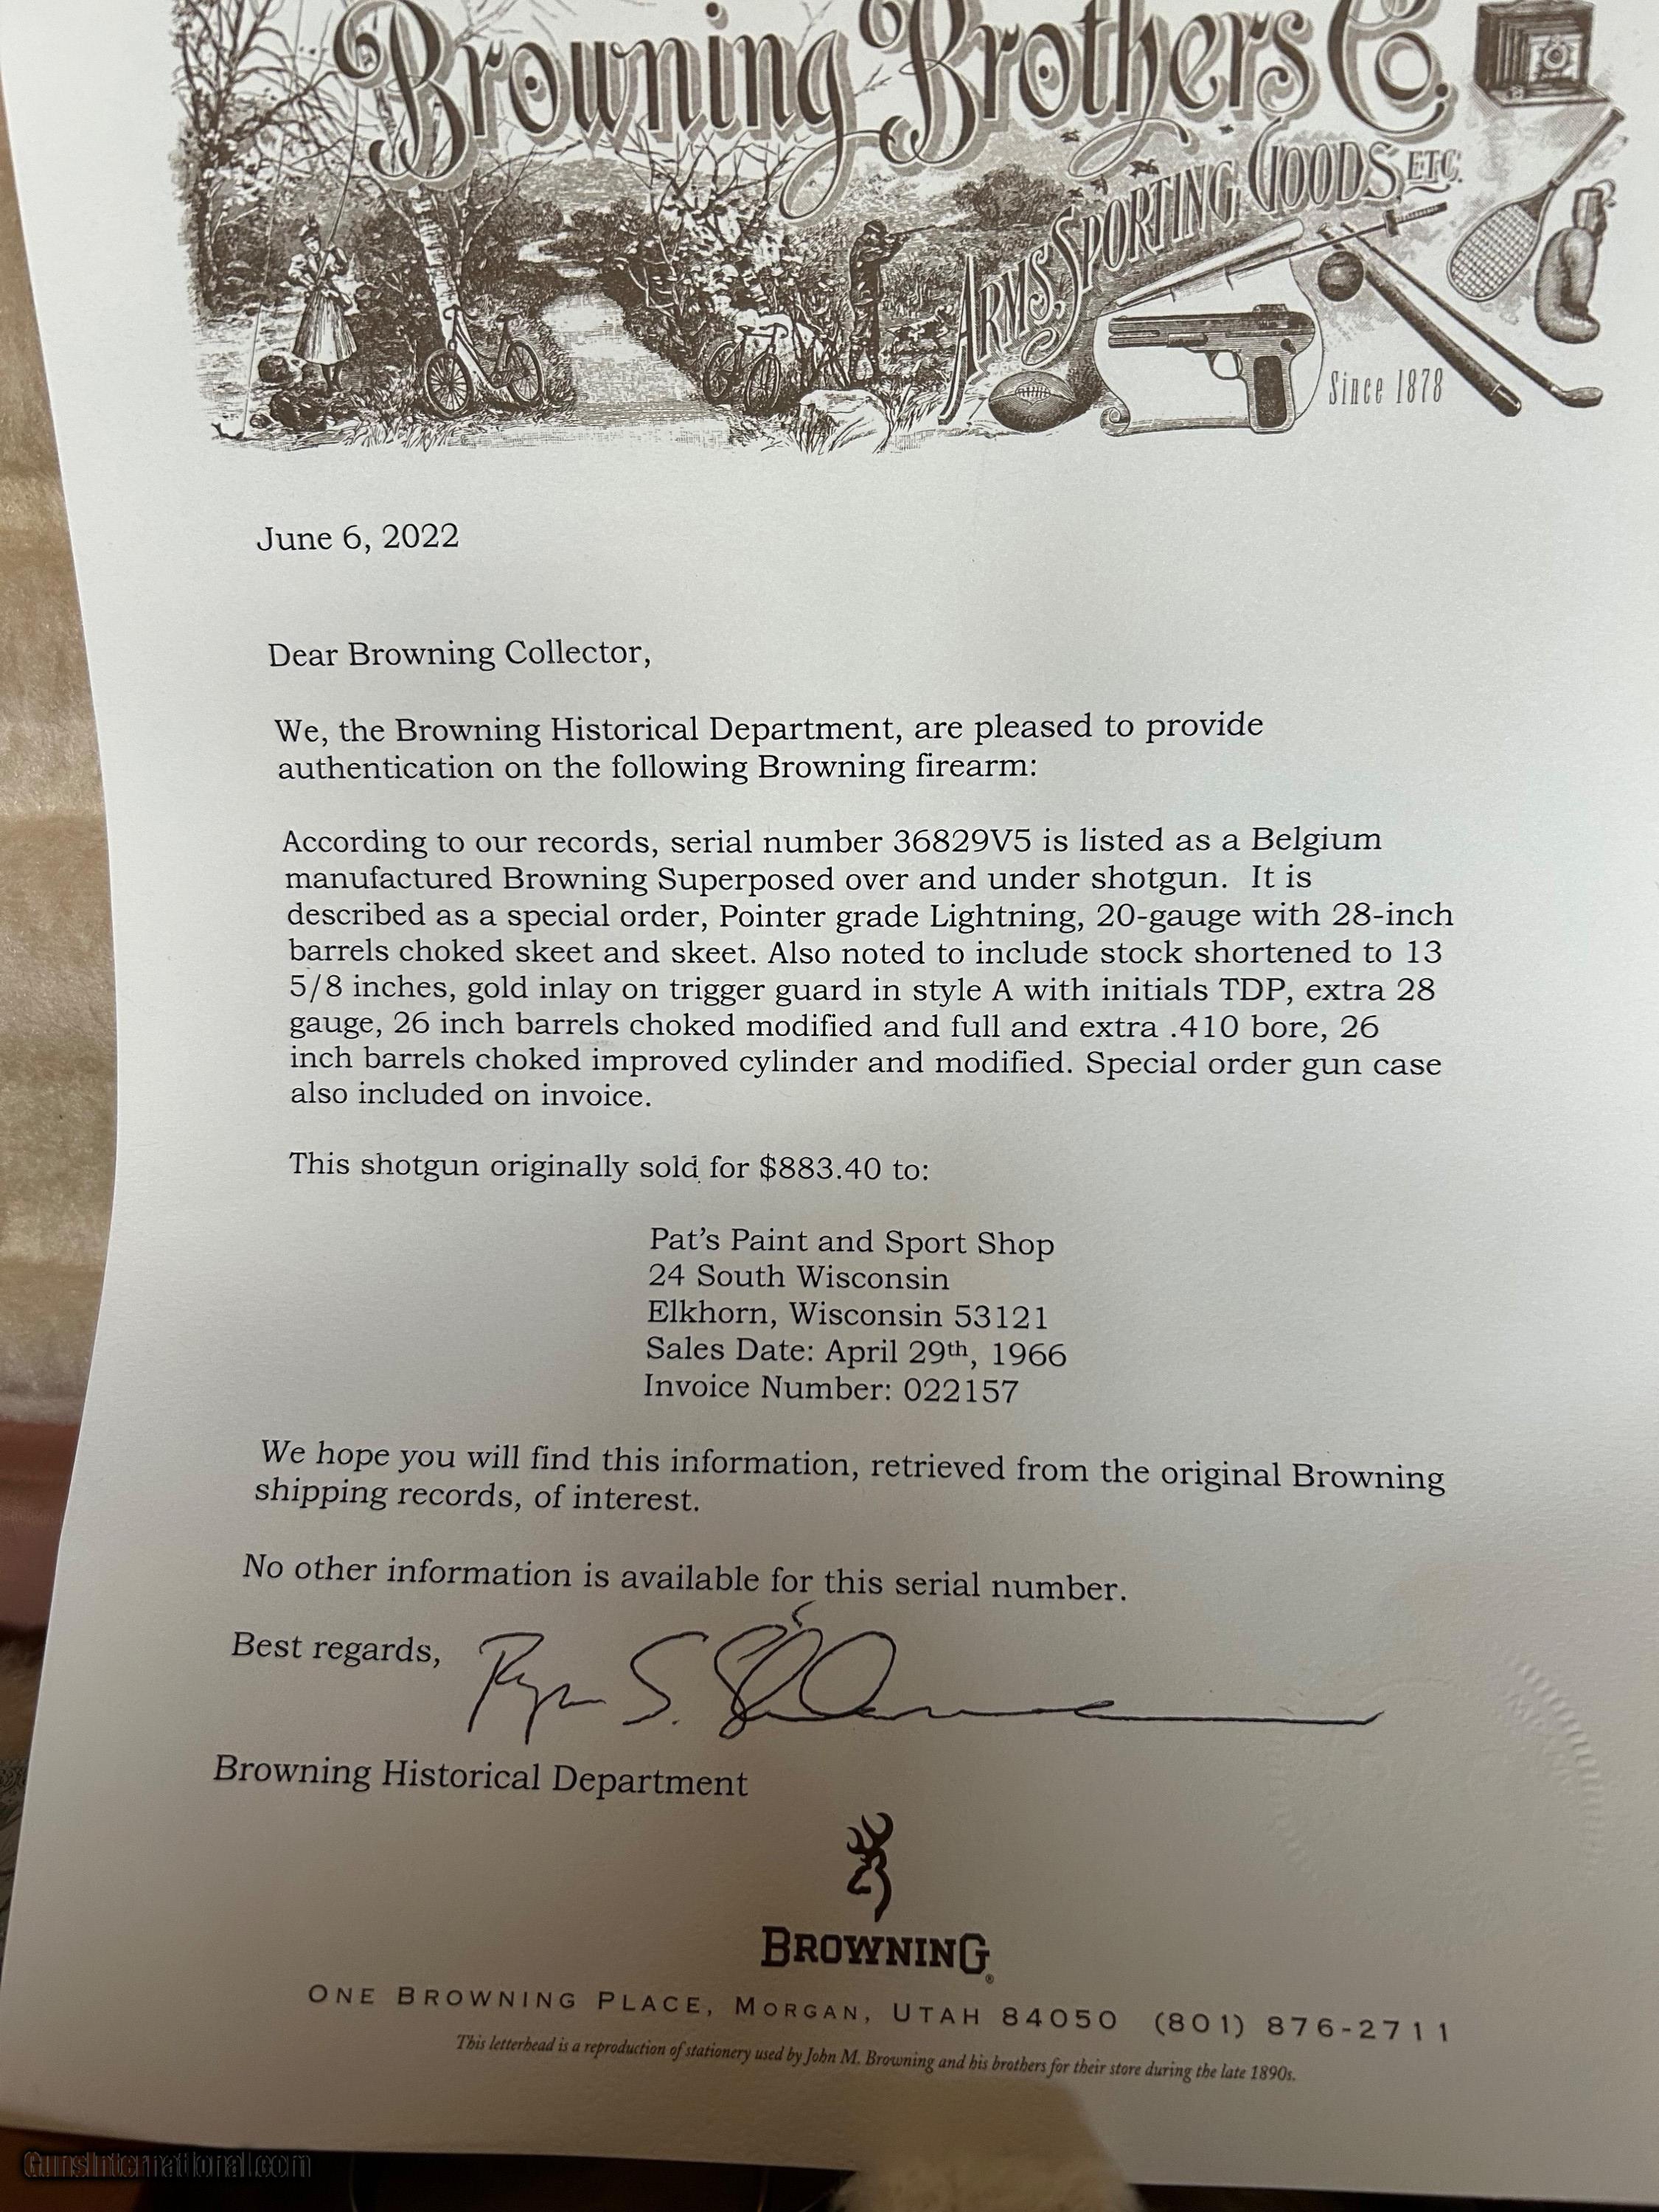 Browning Brothers Co.
ARMS, SPORTING GOODS, ETC.
Since 1878
June 6, 2022
Dear Browning Collector,
We, the Browning Historical Department, are pleased to provide
authentication on the following Browning firearm:
According to our records, serial number 36829V5 is listed as a Belgium
manufactured Browning Superposed over and under shotgun. It is
described as a special order, Pointer grade Lightning, 20-gauge with 28-inch
barrels choked skeet and skeet. Also noted to include stock shortened to 13
5/8 inches, gold inlay on trigger guard in style A with initials TDP, extra 28
gauge, 26 inch barrels choked modified and full and extra .410 bore, 26
inch barrels choked improved cylinder and modified. Special order gun case
also included on invoice.
This shotgun originally sold for $883.40 to:
Pat's Paint and Sport Shop
24 South Wisconsin
Elkhorn, Wisconsin 53121
Sales Date: April 29th, 1966
Invoice Number: 022157
We hope you will find this information, retrieved from the original Browning
shipping records, of interest.
No other information is available for this serial number.
Best regards,
Browning Historical Department
BROWNING®
ONE BROWNING PLACE, MORGAN, UTAH 84050 (801) 876-2711
This letterhead is a reproduction of stationery used by John M. Browning and his brothers for their store during the late 1890s.
GunsInternational.com